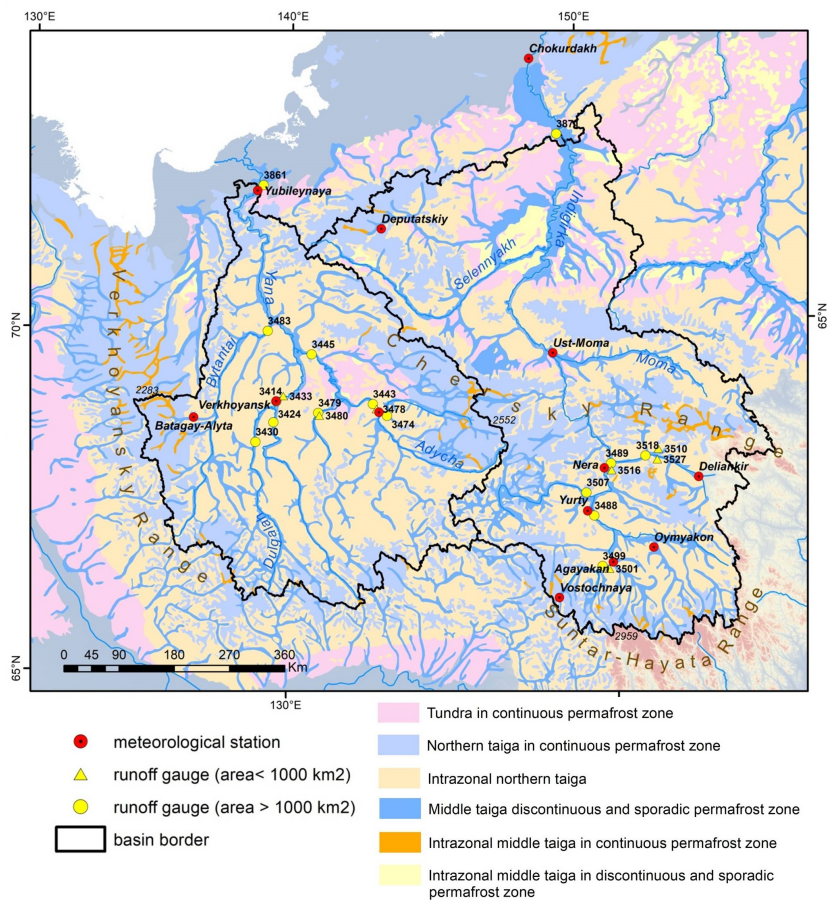 130°E
140°E
150°E
Chokurdakh
387
3861
Yubileynaya
Deputatskiy
Indigirka
Selennyakh
Yana
70°N
65°N
3483
3445
Ust-Moma
Moma
Bytantai
Verkhoyansky Range
Chersky Range
2283
3414
3433
3443
Verkhoyansk
3479
3478
2552
Batagay-Alyta
3424
3480
3474
3430
Adycha
3518
3510
3489
3527
Nera
3516
Deliankir
3507
Yurty
3488
Dulgalah
Oymyakon
3499
Agayakan
3501
Vostochnaya
Suntar-Hayata Range
2959
0 45 90 180 270 360
Km
65°N
130°E
meteorological station
runoff gauge (area< 1000 km2)
runoff gauge (area > 1000 km2)
basin border
Tundra in continuous permafrost zone
Northern taiga in continuous permafrost zone
Intrazonal northern taiga
Middle taiga discontinuous and sporadic permafrost zone
Intrazonal middle taiga in continuous permafrost zone
Intrazonal middle taiga in discontinuous and sporadic
permafrost zone